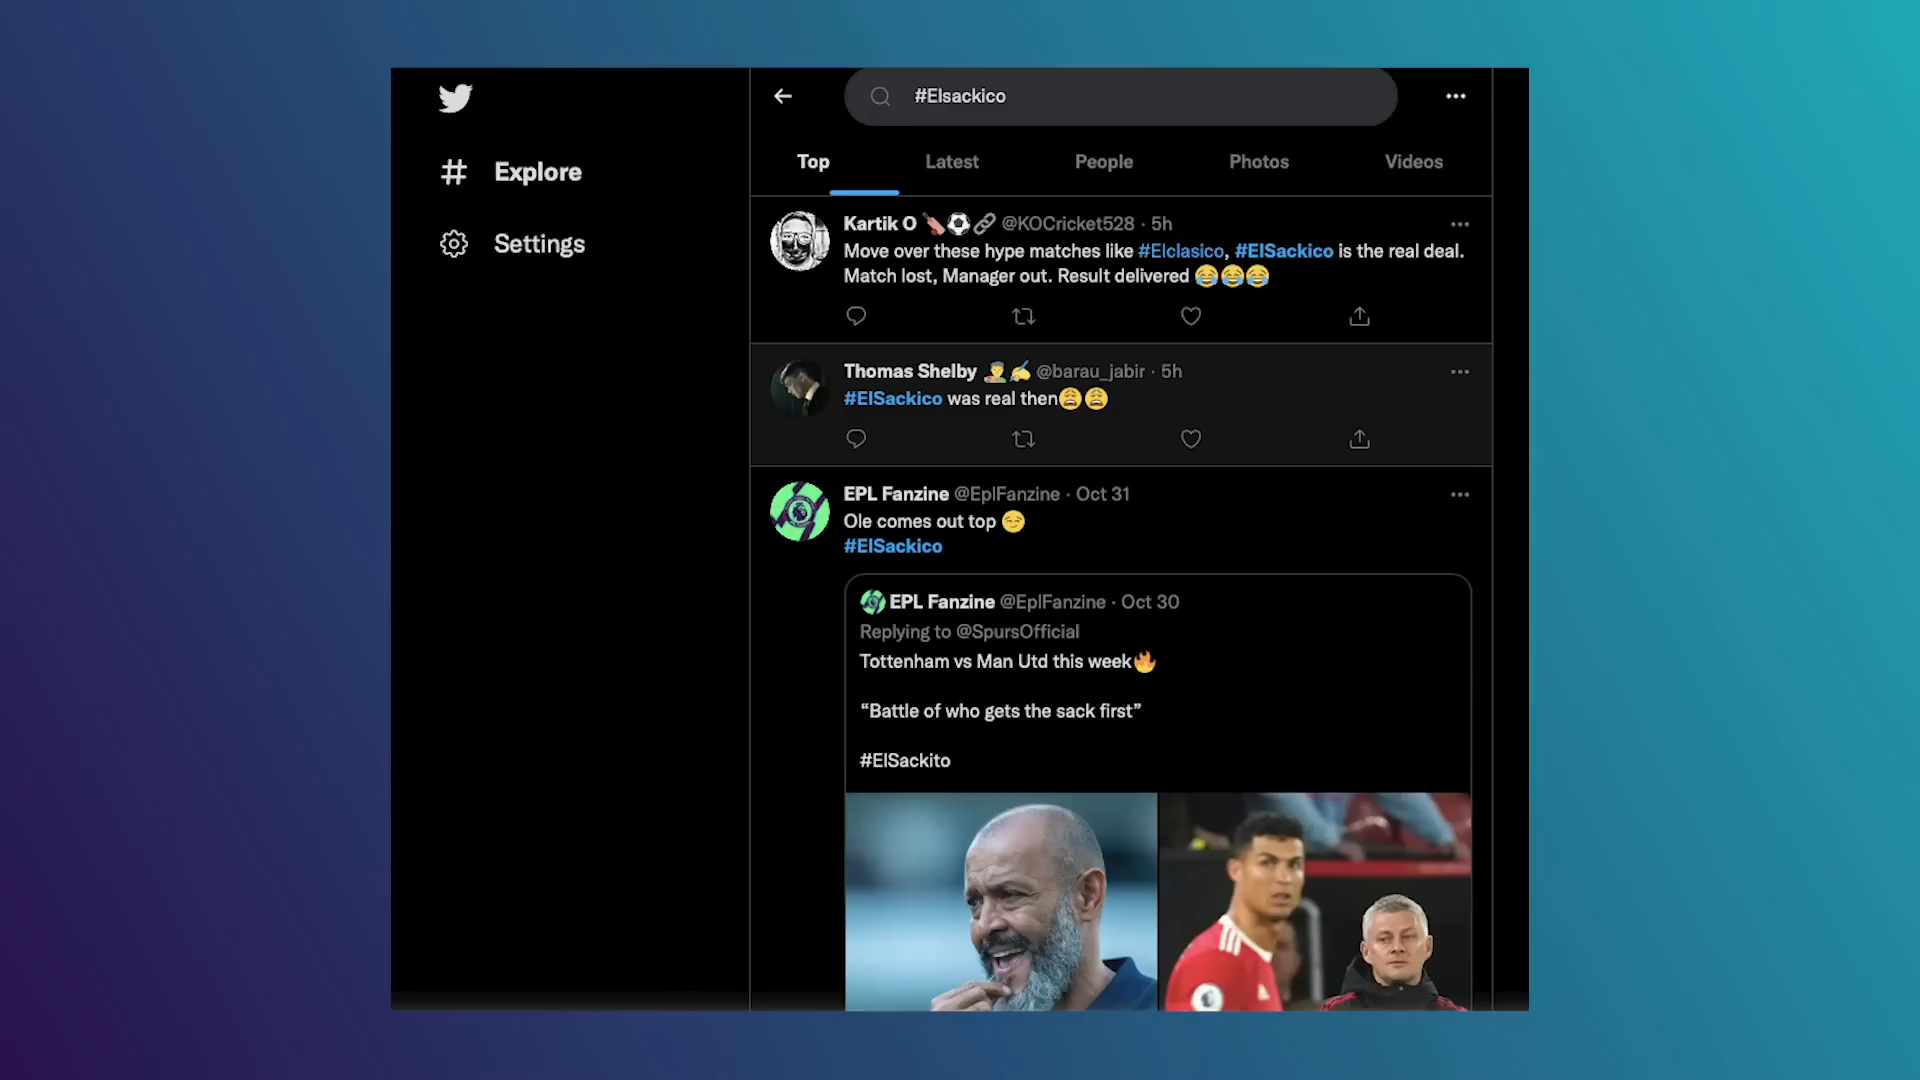 #Elsackico
Explore
Settings
Top Latest People Photos Videos
Kartik O @KOCricket528 · 5h
Move over these hype matches like #Elclasico, #ElSackico is the real deal.
Match lost, Manager out. Result delivered 😂😂😂
Thomas Shelby @barau_jabir · 5h
#ElSackico was real then😩😩
EPL Fanzine @EplFanzine · Oct 31
Ole comes out top 😏
#ElSackico
EPL Fanzine @EplFanzine · Oct 30
Replying to @SpursOfficial
Tottenham vs Man Utd this week🔥
“Battle of who gets the sack first”
#ElSackito